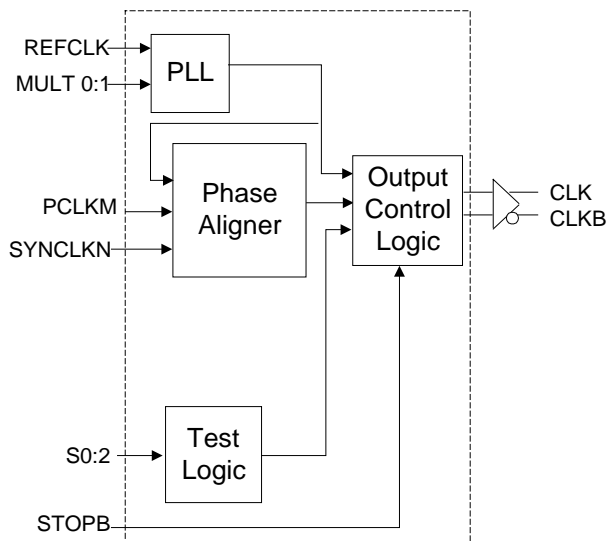 REFCLK
MULT 0:1
PLL
PCLKM
SYNCLKN
Phase
Aligner
Output
Control
Logic
CLK
CLKB
S0:2
Test
Logic
STOPB